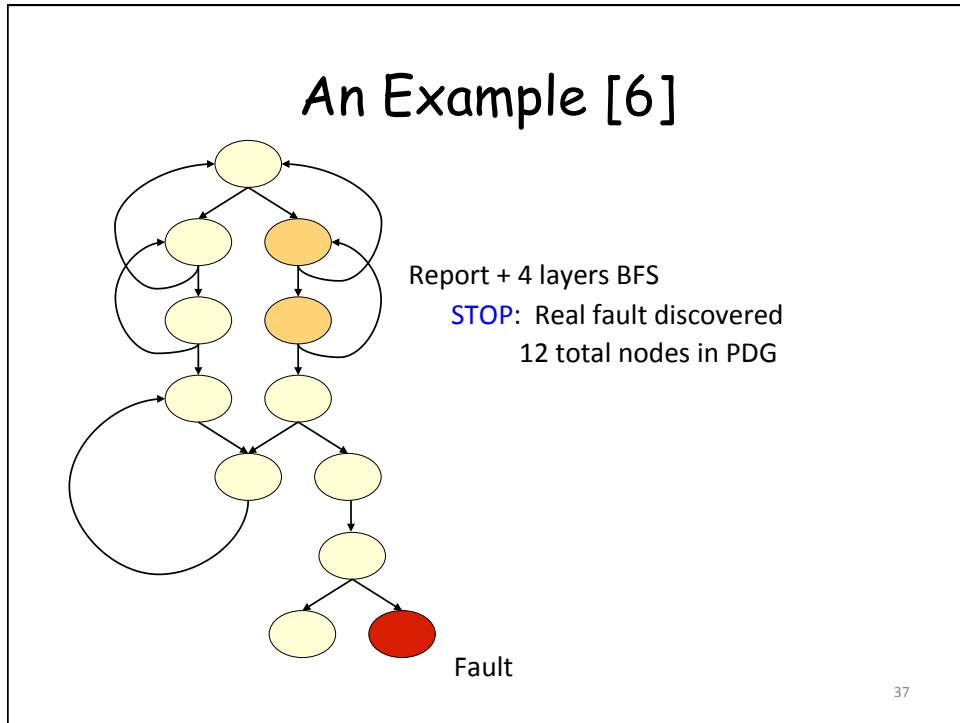 An Example [6]
Report + 4 layers BFS
STOP: Real fault discovered
12 total nodes in PDG
Fault
37